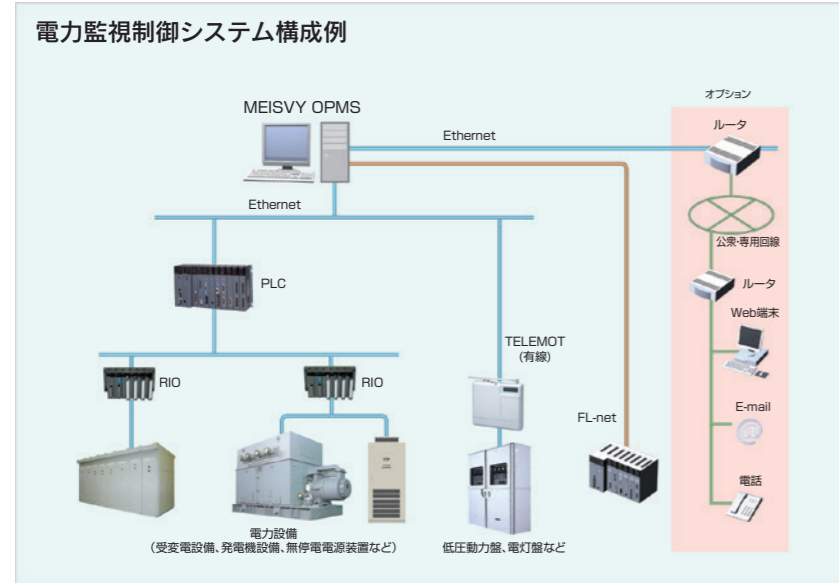 電力監視制御システム構成例
オプション
MEISVY OPMS
Ethernet
ルータ
Ethernet
公衆・専用回線
PLC
ルータ
Web端末
TELEMOT
(有線)
RIO
RIO
E-mail
FL-net
電話
電力設備
(受変電設備、発電機設備、無停電電源装置など)
低圧動力盤、電灯盤など